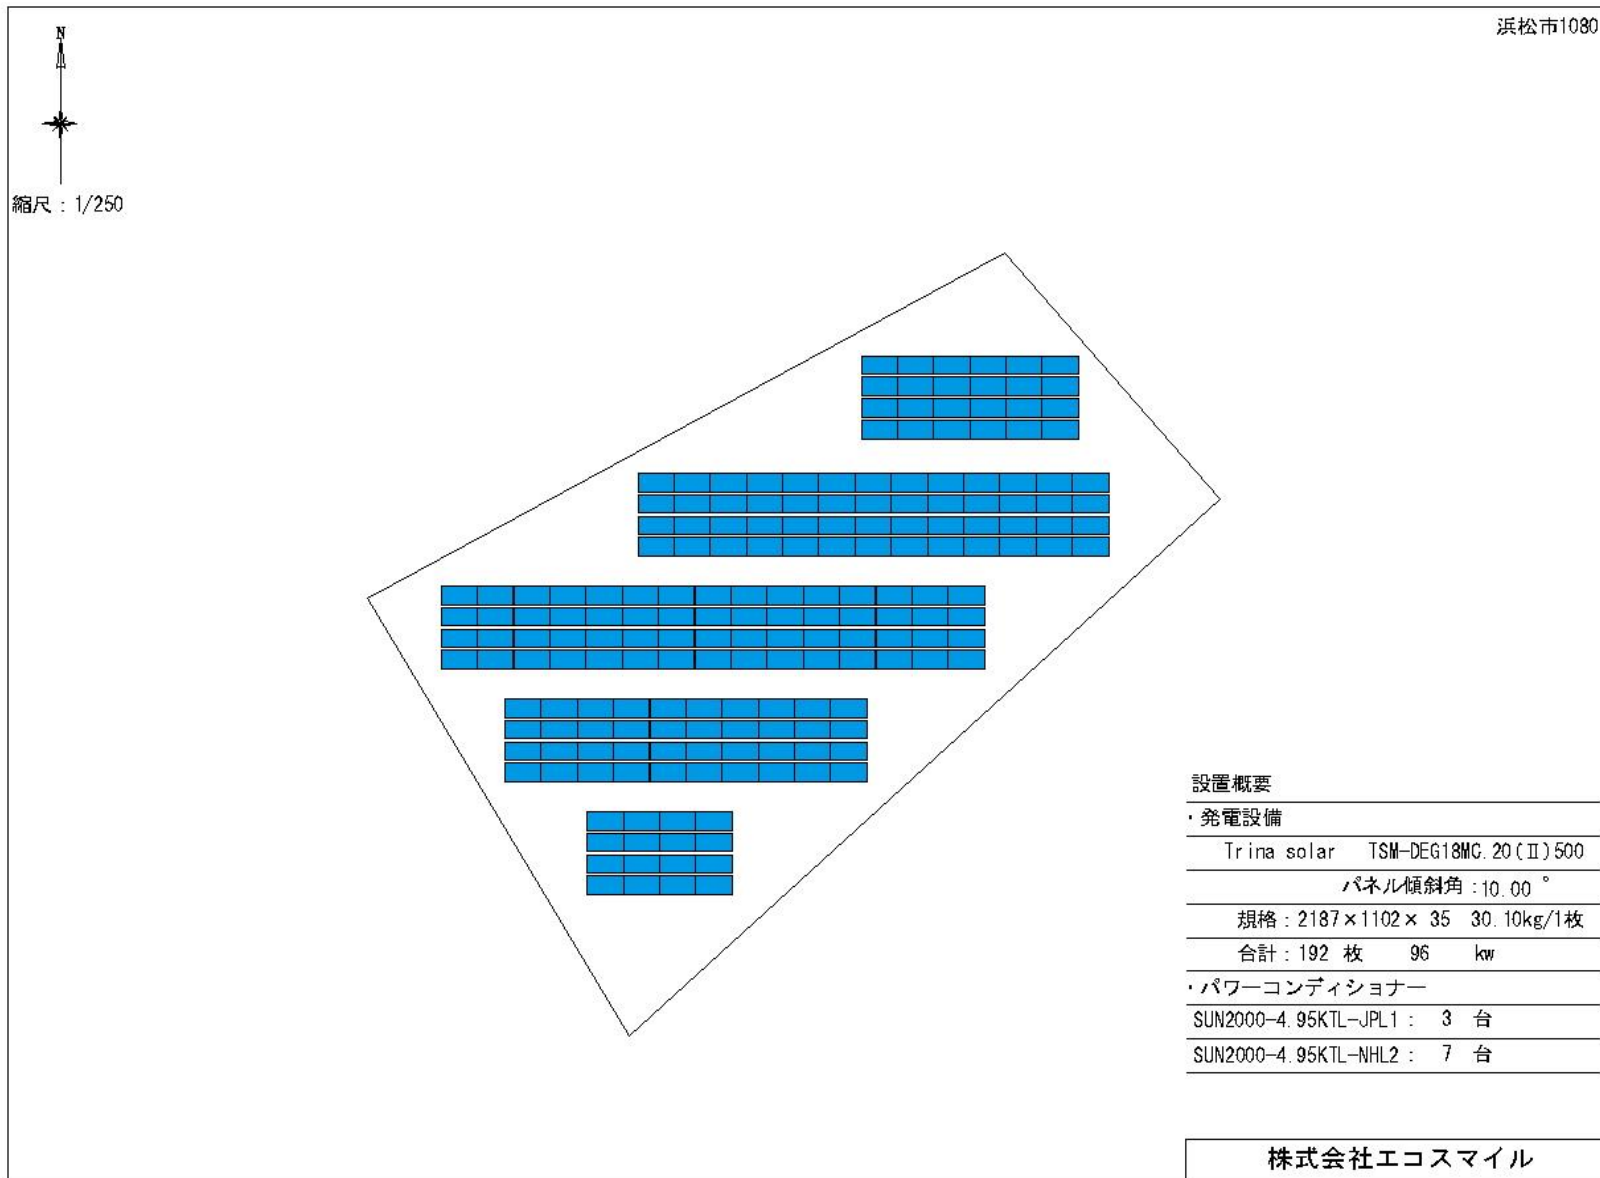 浜松市1080
N
縮尺：1/250
設置概要
・発電設備
Trina solar TSM-DEG18MC.20(Ⅱ)500
パネル傾斜角：10.00°
規格：2187×1102× 35 30.10kg/1枚
合計：192 枚 96 kw
・パワーコンディショナー
SUN2000-4.95KTL-JPL1： 3 台
SUN2000-4.95KTL-NHL2： 7 台
株式会社エコスマイル